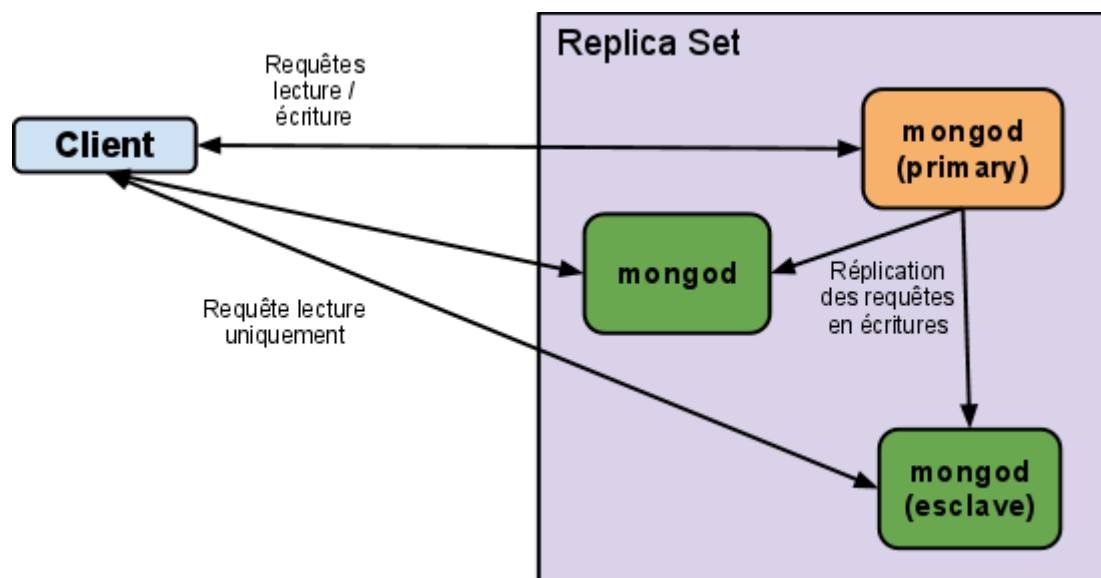 Replica Set
Requêtes
lecture /
écriture
Client
mongod
(primary)
mongod
Réplication
des requêtes
en écritures
Requête lecture
uniquement
mongod
(esclave)